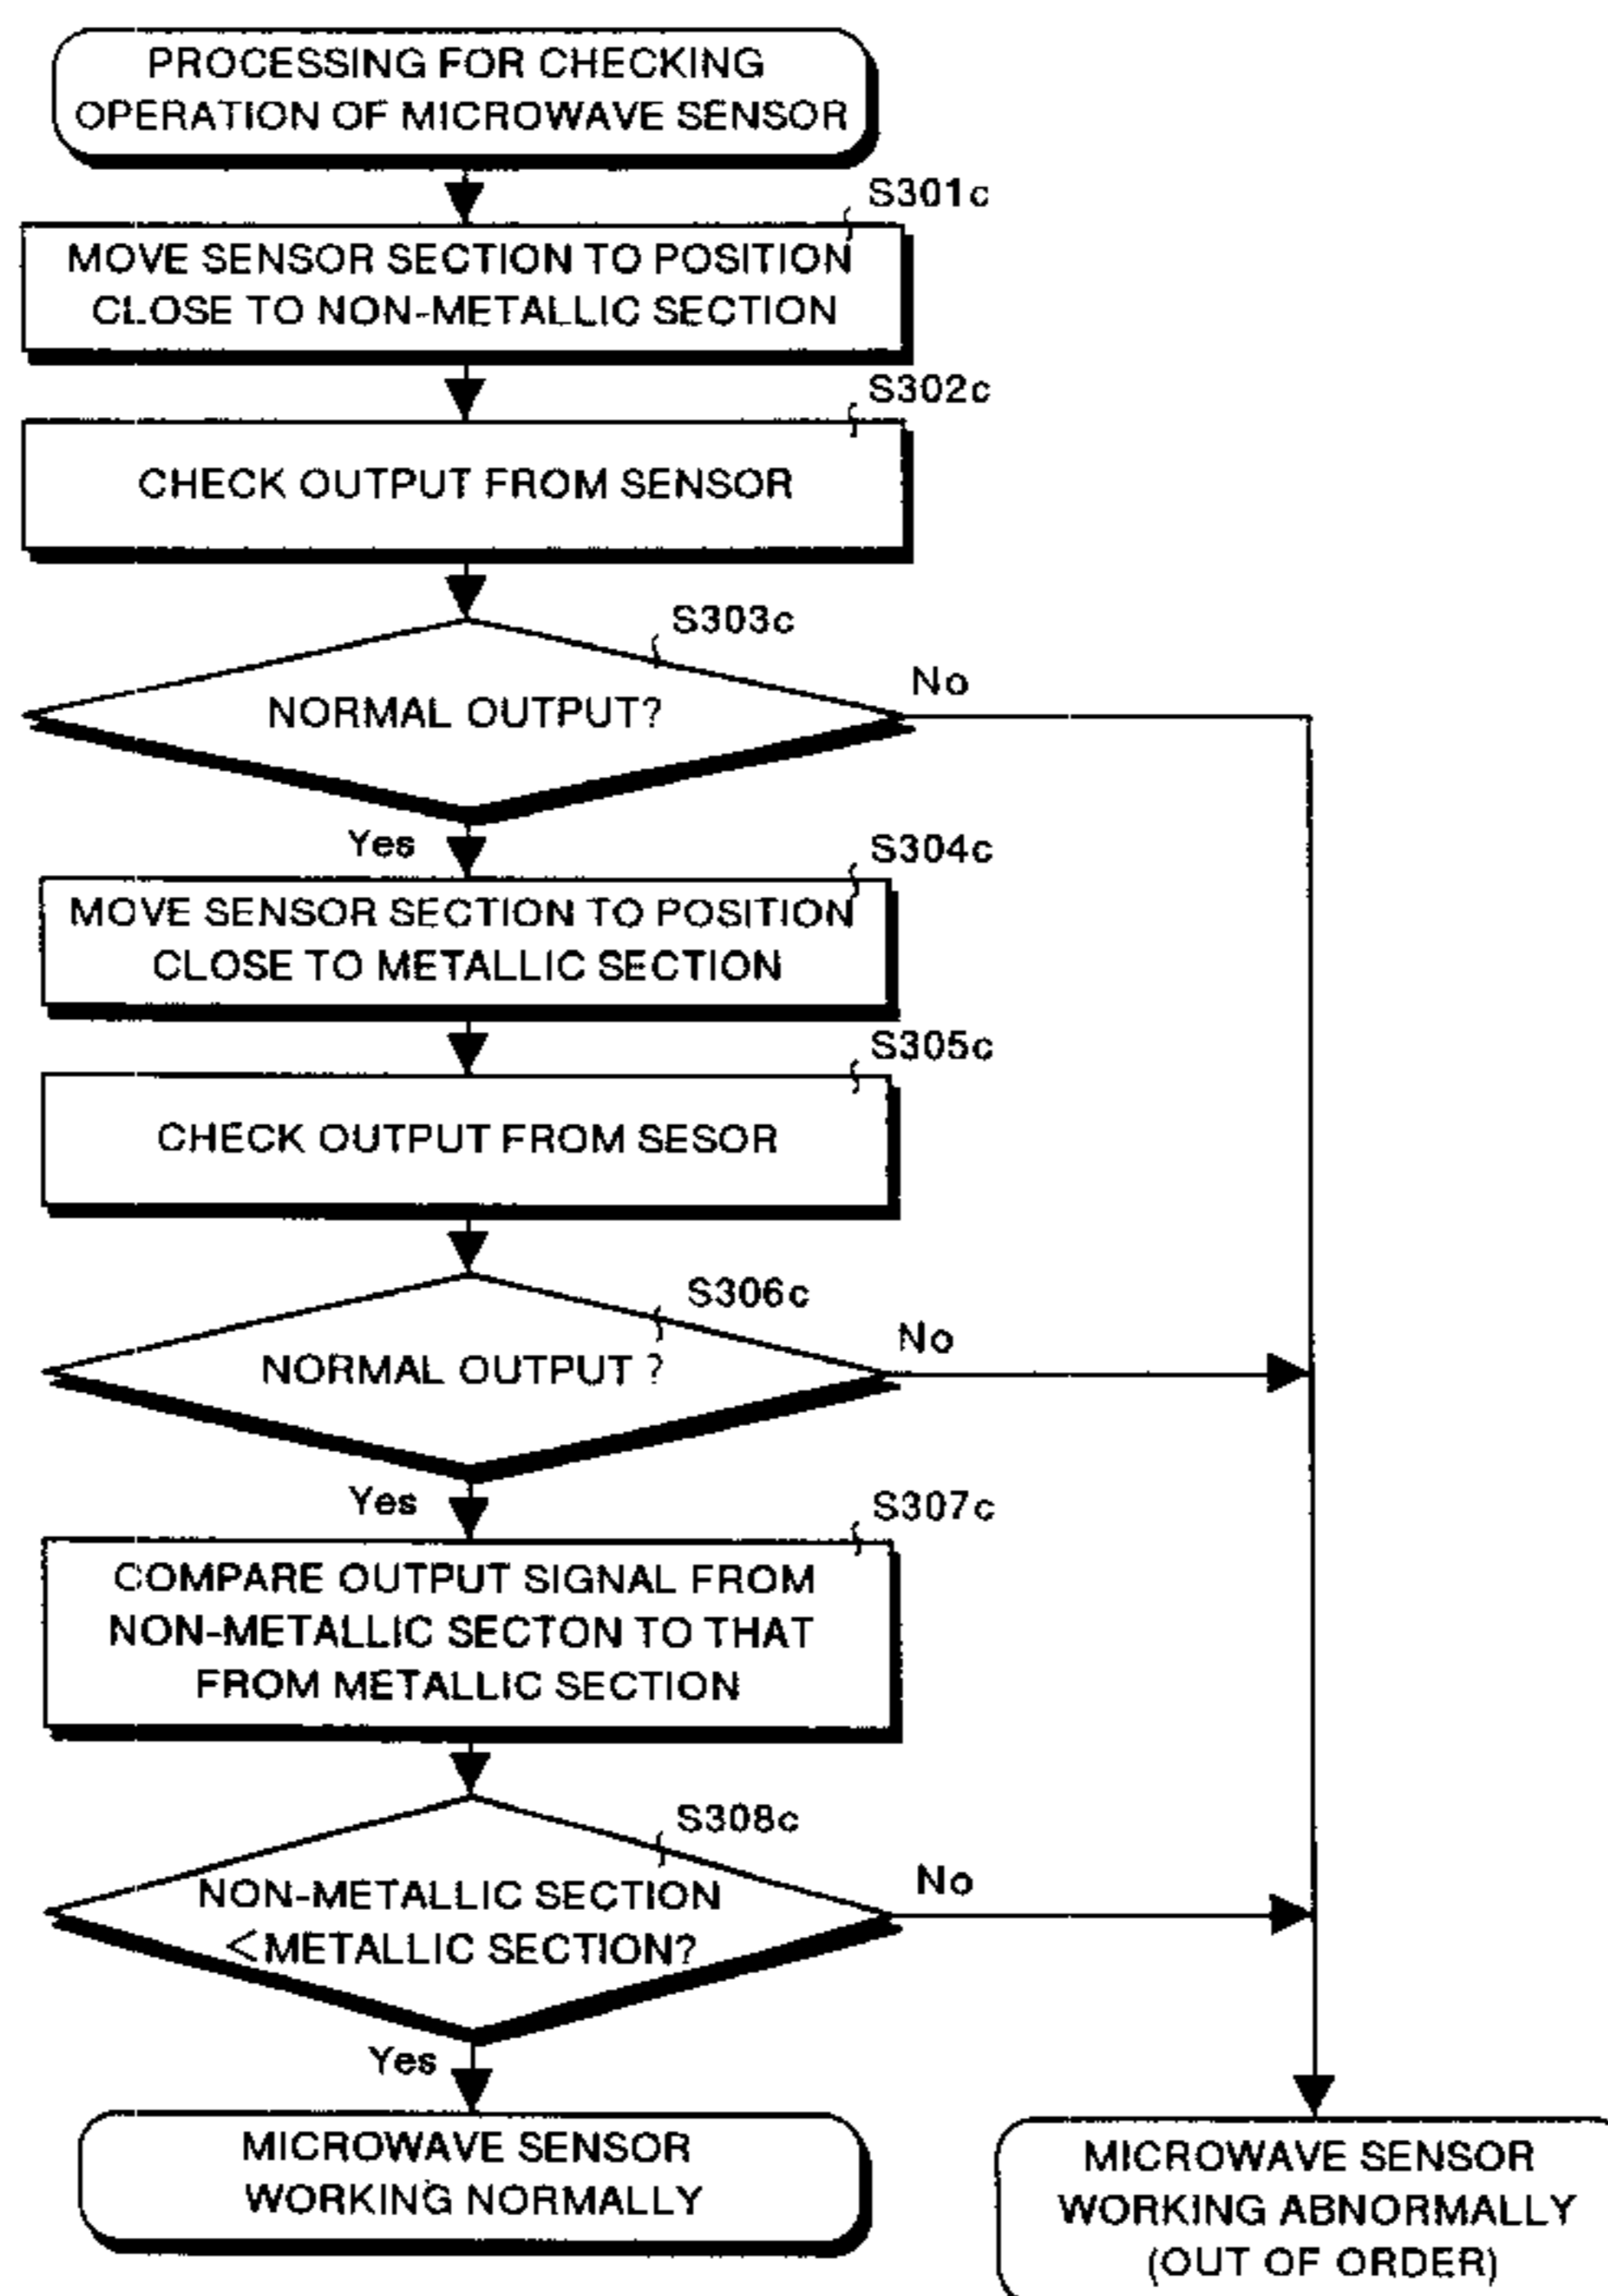 PROCESSING FOR CHECKING
OPERATION OF MICROWAVE SENSOR
S301c
MOVE SENSOR SECTION TO POSITION
CLOSE TO NON-METALLIC SECTION
S302c
CHECK OUTPUT FROM SENSOR
S303c
NORMAL OUTPUT?
No
Yes
S304c
MOVE SENSOR SECTION TO POSITION
CLOSE TO METALLIC SECTION
S305c
CHECK OUTPUT FROM SESOR
S306c
NORMAL OUTPUT ?
No
Yes
S307c
COMPARE OUTPUT SIGNAL FROM
NON-METALLIC SECTON TO THAT
FROM METALLIC SECTION
S308c
NON-METALLIC SECTION
<METALLIC SECTION?
No
Yes
MICROWAVE SENSOR
WORKING NORMALLY
MICROWAVE SENSOR
WORKING ABNORMALLY
(OUT OF ORDER)